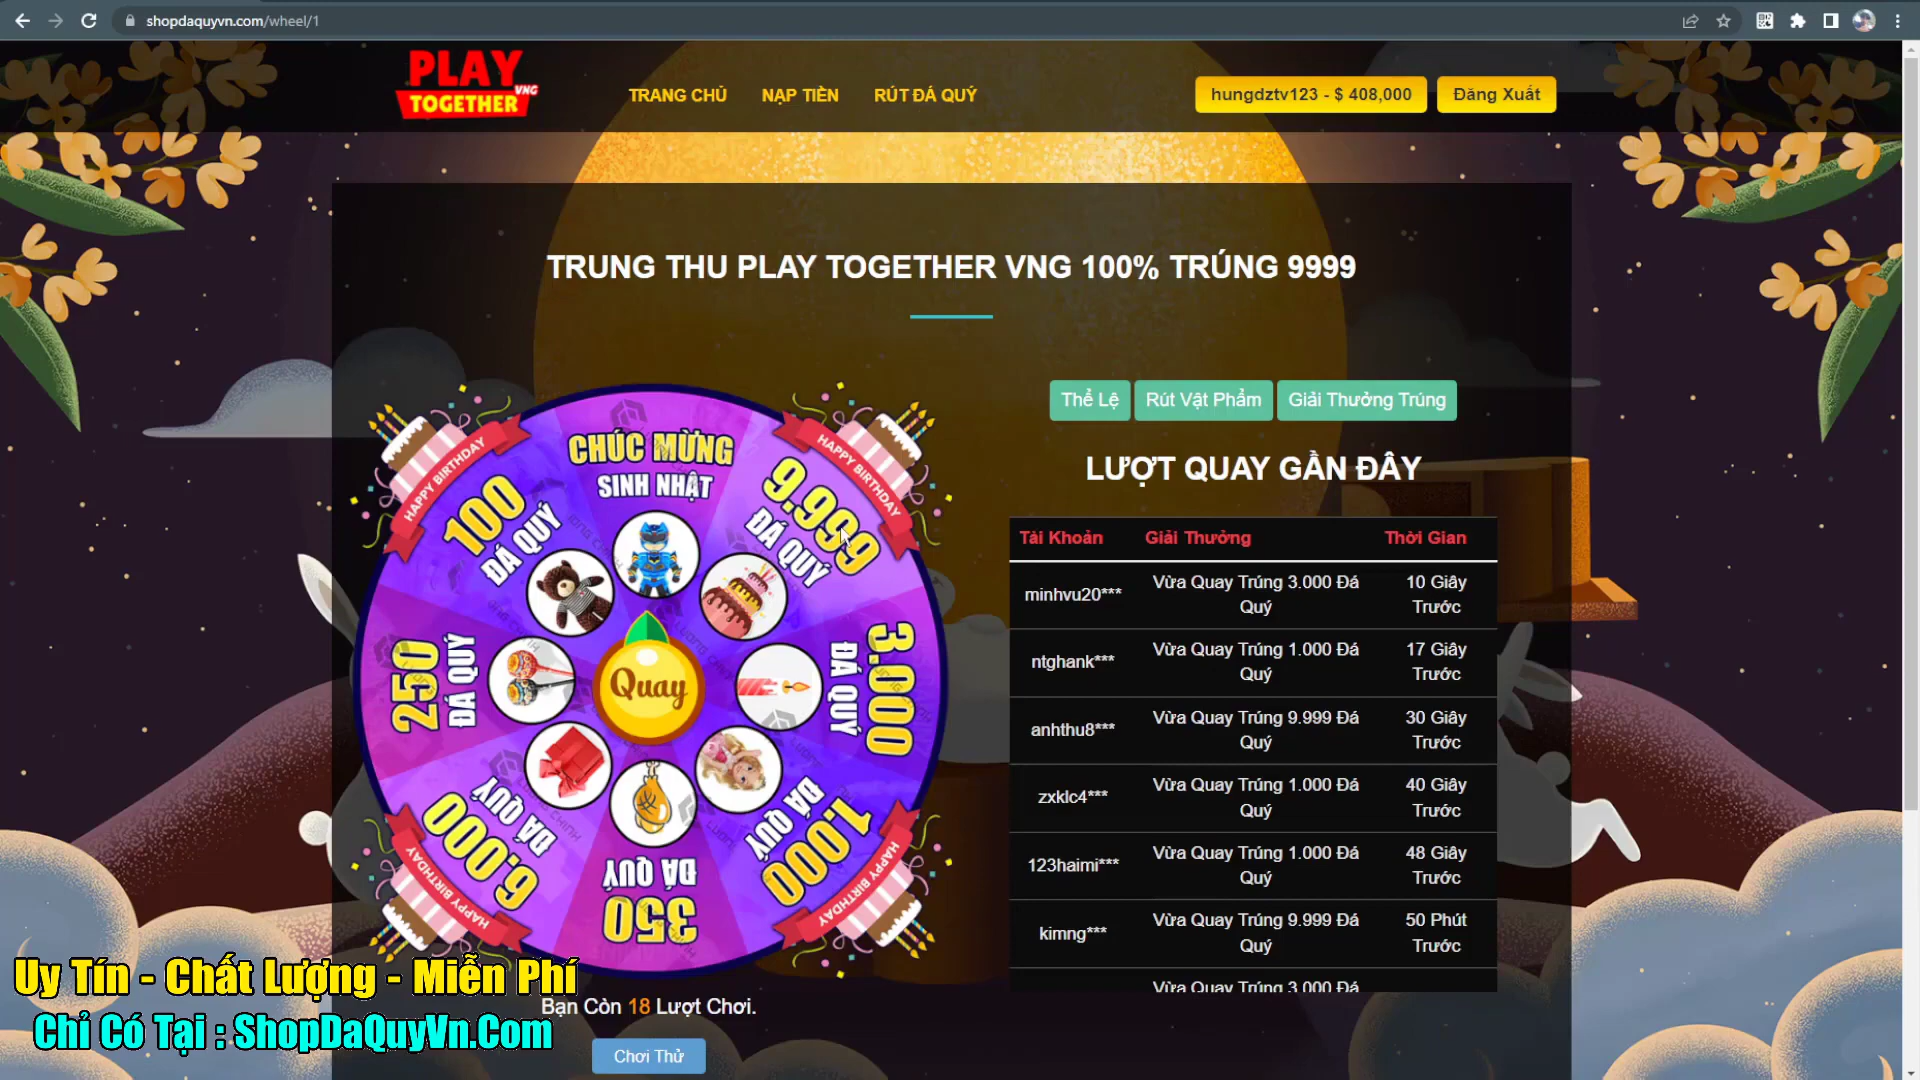 shopdaquyvn.com/wheel/1
PLAY
TOGETHER VNG
TRANG CHỦ NẠP TIỀN RÚT ĐÁ QUÝ
hungdztv123 - $ 408,000 Đăng Xuất
TRUNG THU PLAY TOGETHER VNG 100% TRÚNG 9999
Thể Lệ Rút Vật Phẩm Giải Thưởng Trúng
LƯỢT QUAY GẦN ĐÂY
CHÚC MỪNG
SINH NHẬT
9.999
ĐÁ QUÝ
3.000
ĐÁ QUÝ
1.000
ĐÁ QUÝ
350
ĐÁ QUÝ
6.000
ĐÁ QUÝ
250
ĐÁ QUÝ
100
ĐÁ QUÝ
HAPPY BIRTHDAY
HAPPY BIRTHDAY
HAPPY BIRTHDAY
HAPPY BIRTHDAY
Quay
Tài Khoản Giải Thưởng Thời Gian
minhvu20*** Vừa Quay Trúng 3.000 Đá 10 Giây
Quý Trước
ntghank*** Vừa Quay Trúng 1.000 Đá 17 Giây
Quý Trước
anhthu8*** Vừa Quay Trúng 9.999 Đá 30 Giây
Quý Trước
zxklc4*** Vừa Quay Trúng 1.000 Đá 40 Giây
Quý Trước
123haimi*** Vừa Quay Trúng 1.000 Đá 48 Giây
Quý Trước
kimng*** Vừa Quay Trúng 9.999 Đá 50 Phút
Quý Trước
Vừa Quay Trúng 3.000 Đá
Uy Tín - Chất Lượng - Miễn Phí
Bạn Còn 18 Lượt Chơi.
Chỉ Có Tại : ShopDaQuyVn.Com
Chơi Thử